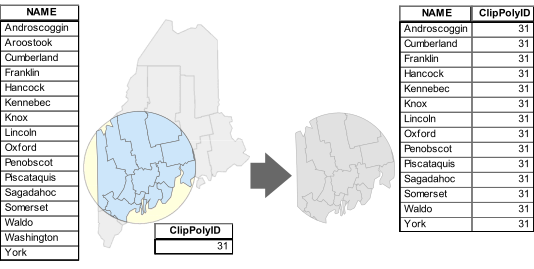 NAME
Androscoggin
Aroostook
Cumberland
Franklin
Hancock
Kennebec
Knox
Lincoln
Oxford
Penobscot
Piscataquis
Sagadahoc
Somerset
Waldo
Washington
York
ClipPolyID
31
NAME ClipPolyID
Androscoggin 31
Cumberland 31
Franklin 31
Hancock 31
Kennebec 31
Knox 31
Lincoln 31
Oxford 31
Penobscot 31
Piscataquis 31
Sagadahoc 31
Somerset 31
Waldo 31
York 31